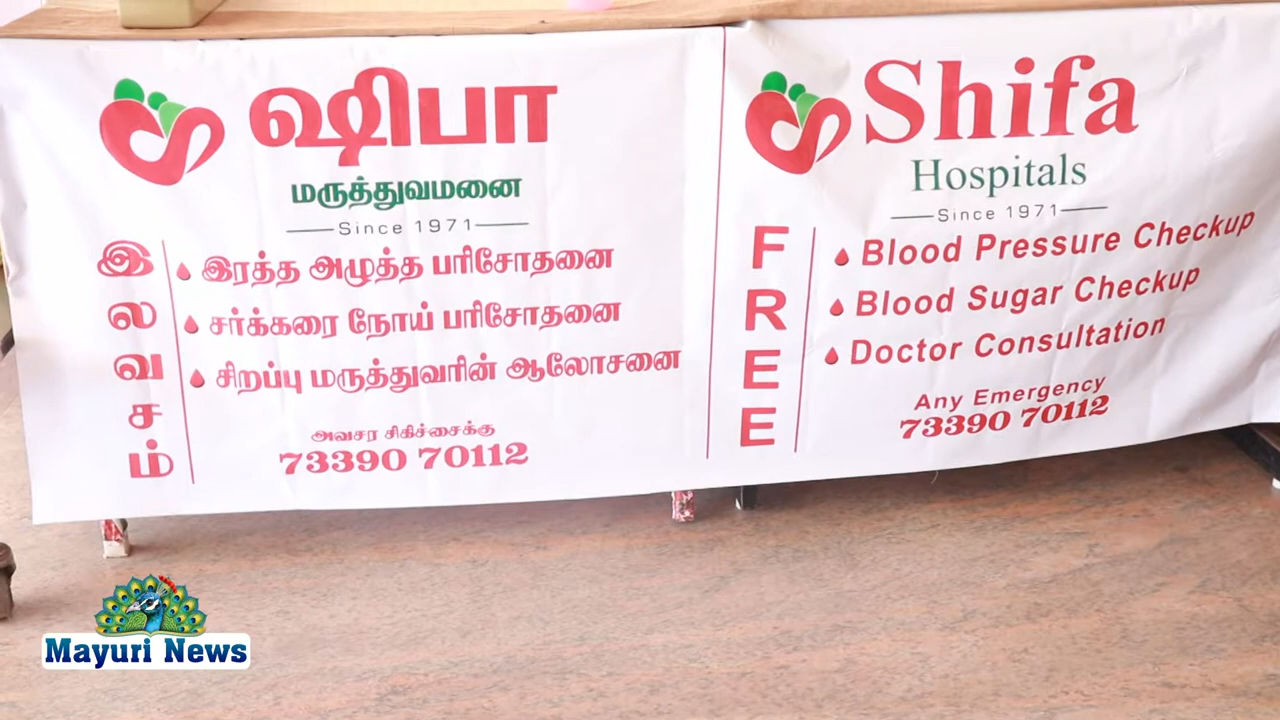 ஷிபா
மருத்துவமனை
Since 1971
இலவசம்
இரத்த அழுத்த பரிசோதனை
சர்க்கரை நோய் பரிசோதனை
சிறப்பு மருத்துவரின் ஆலோசனை
அவசர சிகிச்சைக்கு
73390 70112
Shifa
Hospitals
Since 1971
FREE
Blood Pressure Checkup
Blood Sugar Checkup
Doctor Consultation
Any Emergency
73390 70112
Mayuri News